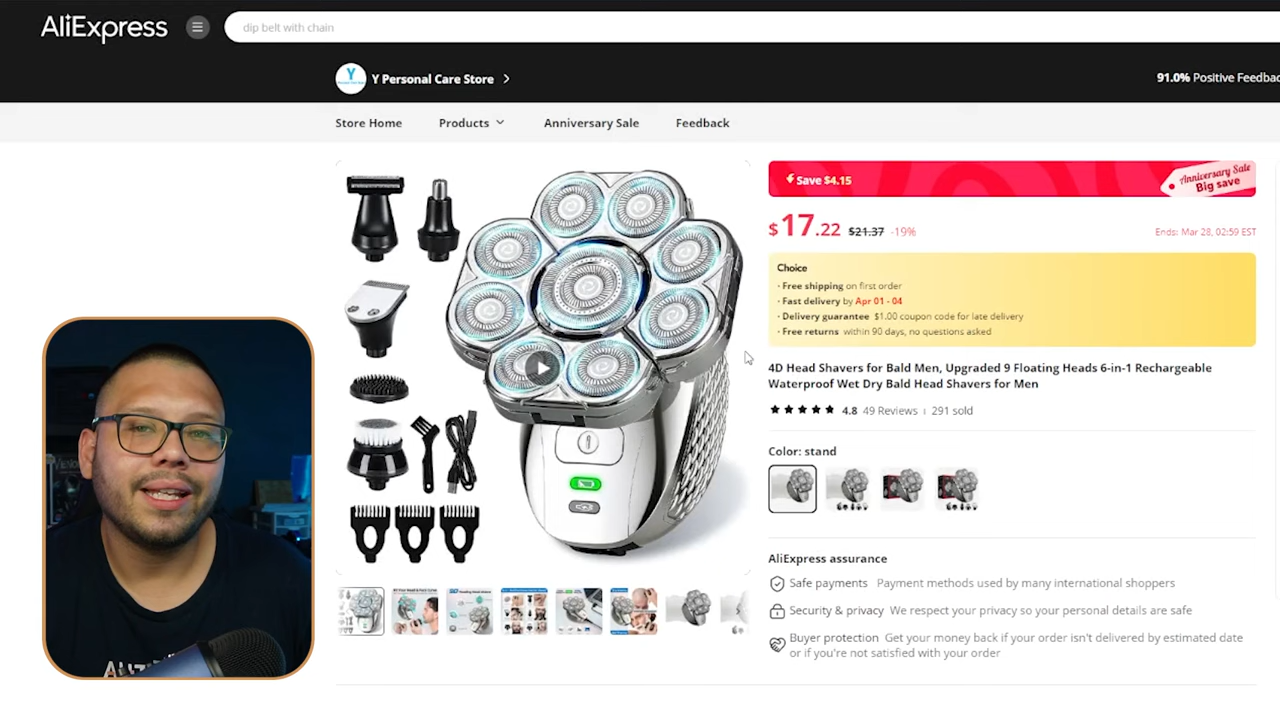 AliExpress
dip belt with chain
Y
Y Personal Care Store
91.0% Positive Feedbac
Store Home
Products
Anniversary Sale
Feedback
Save $4.15
Anniversary Sale
Big save
$17.22 $21.37 -19%
Ends: Mar 28, 02:59 EST
Choice
· Free shipping on first order
· Fast delivery by Apr 01 - 04
· Delivery guarantee $1.00 coupon code for late delivery
· Free returns within 90 days, no questions asked
4D Head Shavers for Bald Men, Upgraded 9 Floating Heads 6-in-1 Rechargeable
Waterproof Wet Dry Bald Head Shavers for Men
4.8 49 Reviews 291 sold
Color: stand
AliExpress assurance
Safe payments Payment methods used by many international shoppers
Security & privacy We respect your privacy so your personal details are safe
Buyer protection Get your money back if your order isn't delivered by estimated date
or if you're not satisfied with your order